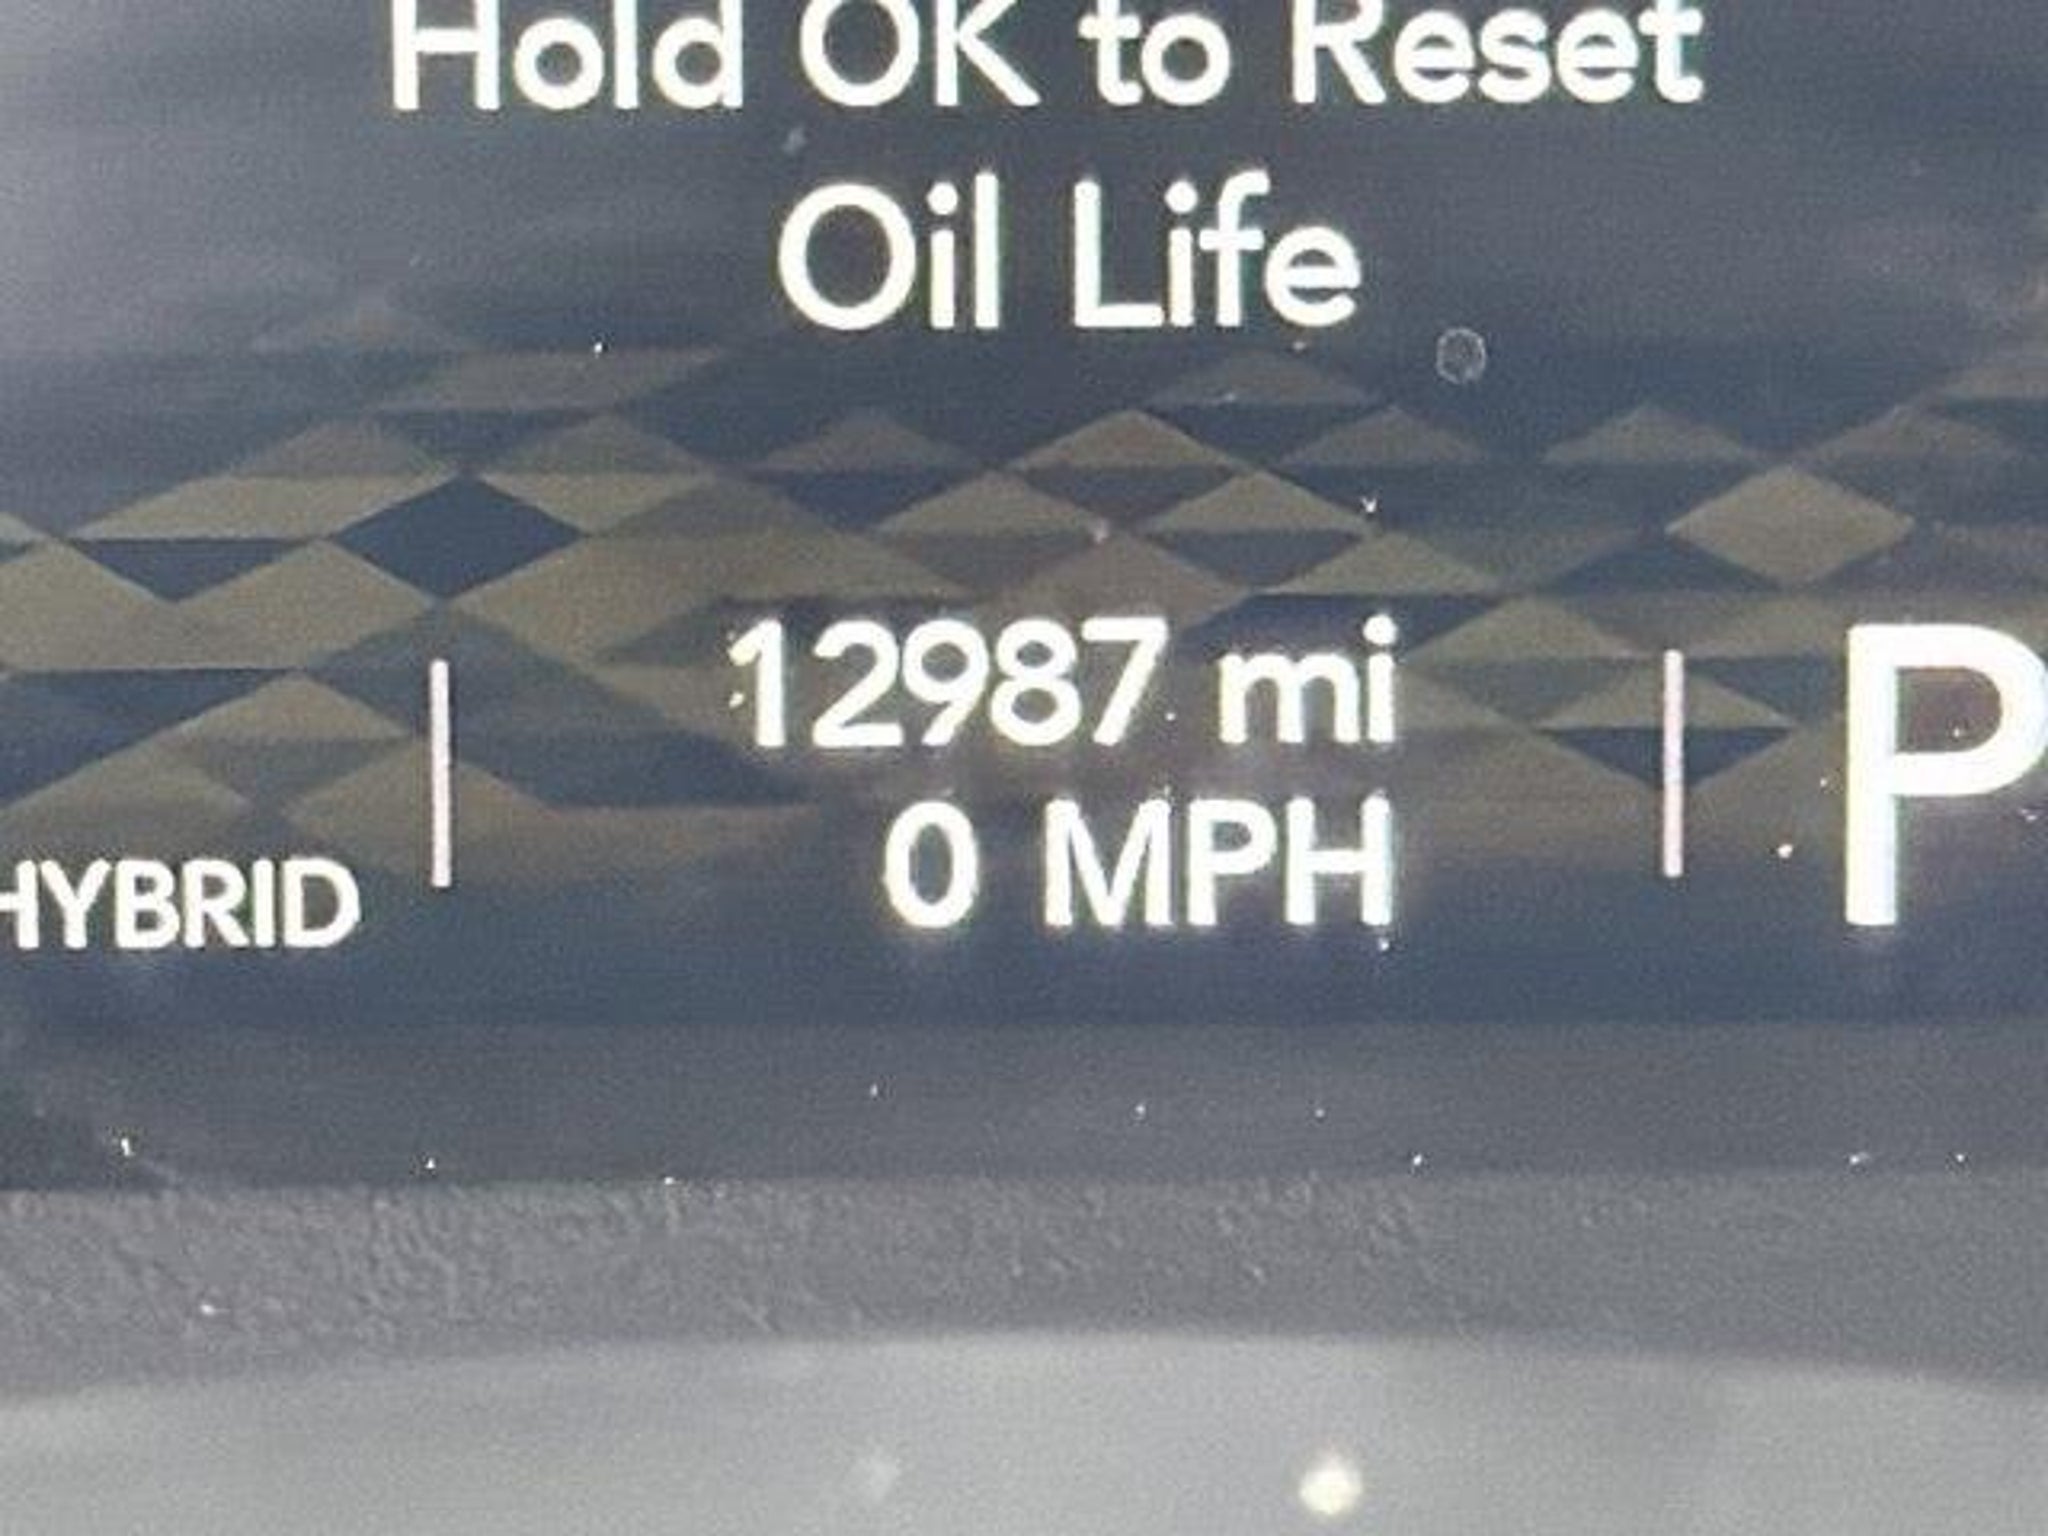 Hold OK to Reset
Oil Life
12987 mi
0 MPH
HYBRID
P